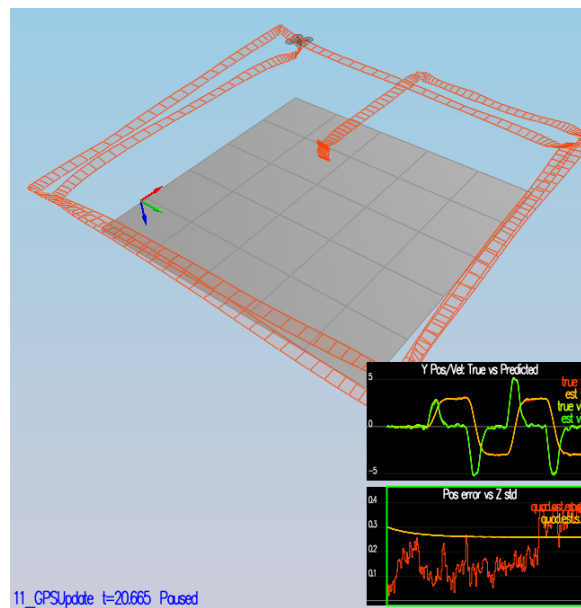 Y Pos/Vel: True vs Predicted
5
true
est
true v
est v
0
-5
Pos error vs Z std
0.4
0.3
0.2
0.1
11_GPSUpdate t=20.665 Paused